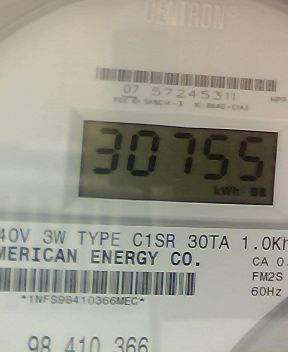 CENTRON®
07 57245311
30755
kWh
40V 3W TYPE C1SR 30TA 1.0Kh
MERICAN ENERGY CO.
CA 0.
FM2S
60Hz
*1NFS98410366MEC*
98 410 366